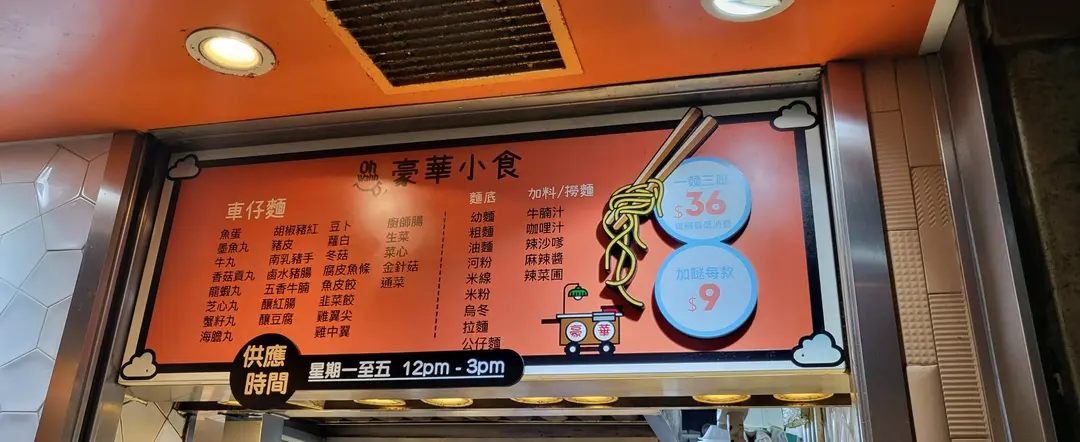 Oh
豪華小食
車仔麵
魚蛋
墨魚丸
牛丸
香菇貢丸
龍蝦丸
芝心丸
蟹籽丸
海膽丸
胡椒豬紅
豬皮
南乳豬手
鹵水豬腸
五香牛腩
釀紅腸
釀豆腐
豆卜
蘿白
冬菇
腐皮魚條
魚皮餃
韭菜餃
雞翼尖
雞中翼
廚師腸
生菜
菜心
金針菇
通菜
麵底
幼麵
粗麵
油麵
河粉
米線
米粉
烏冬
拉麵
公仔麵
加料/撈麵
牛腩汁
咖哩汁
辣沙嗲
麻辣醬
辣菜圃
一麵三餸
$36
加餸每款
$9
豪 華
供應
時間
星期一至五 12pm - 3pm